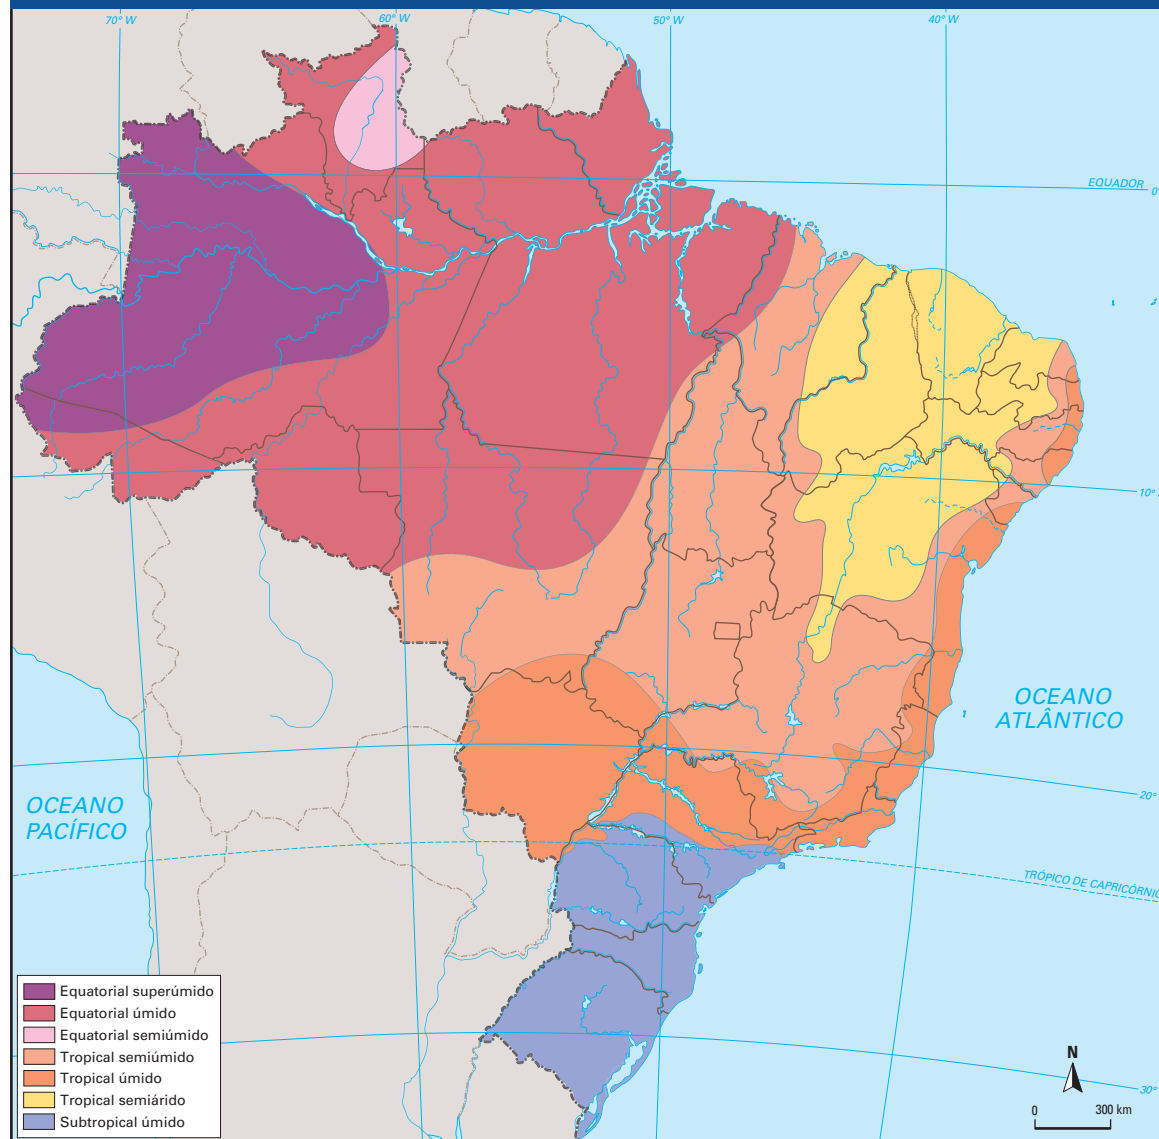 70° W
60° W
50° W
40° W
EQUADOR
0°
10°
OCEANO
ATLÂNTICO
OCEANO
PACÍFICO
20°
TRÓPICO DE CAPRICÓRNIO
Equatorial superúmido
Equatorial úmido
Equatorial semiúmido
Tropical semiúmido
Tropical úmido
Tropical semiárido
Subtropical úmido
N
0 300 km
30°